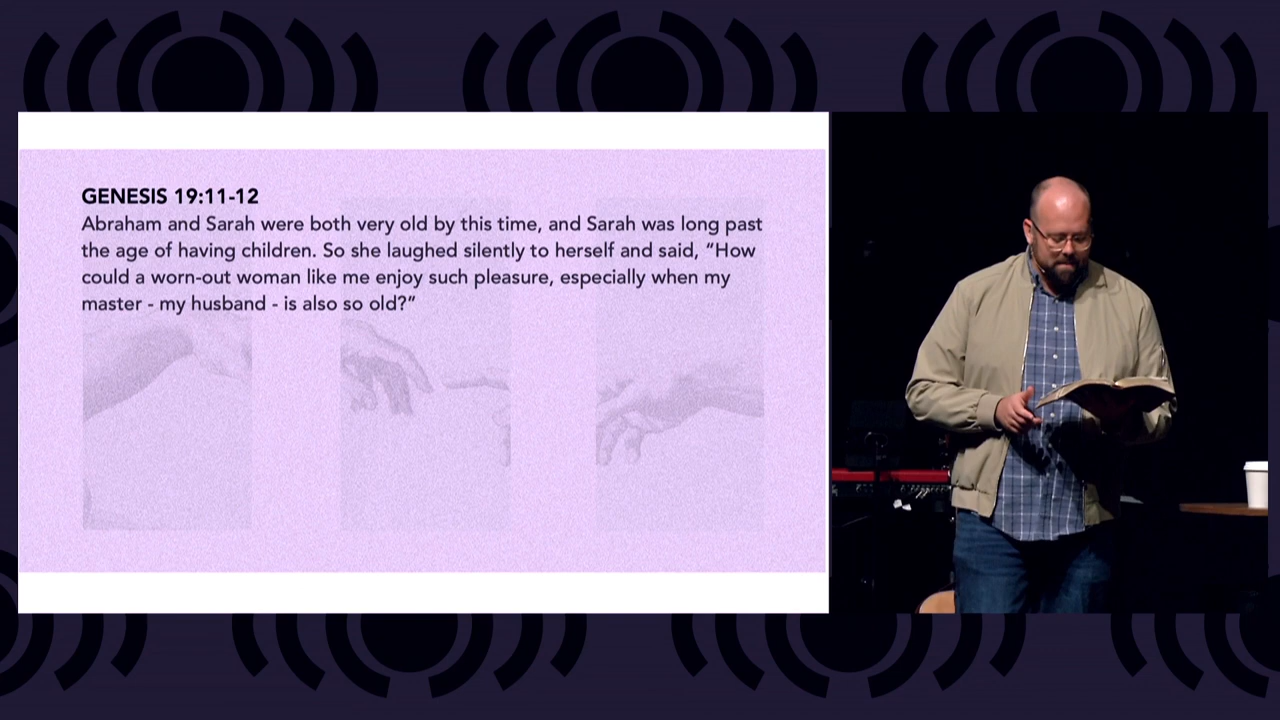 GENESIS 19:11-12
Abraham and Sarah were both very old by this time, and Sarah was long past
the age of having children. So she laughed silently to herself and said, “How
could a worn-out woman like me enjoy such pleasure, especially when my
master - my husband - is also so old?”